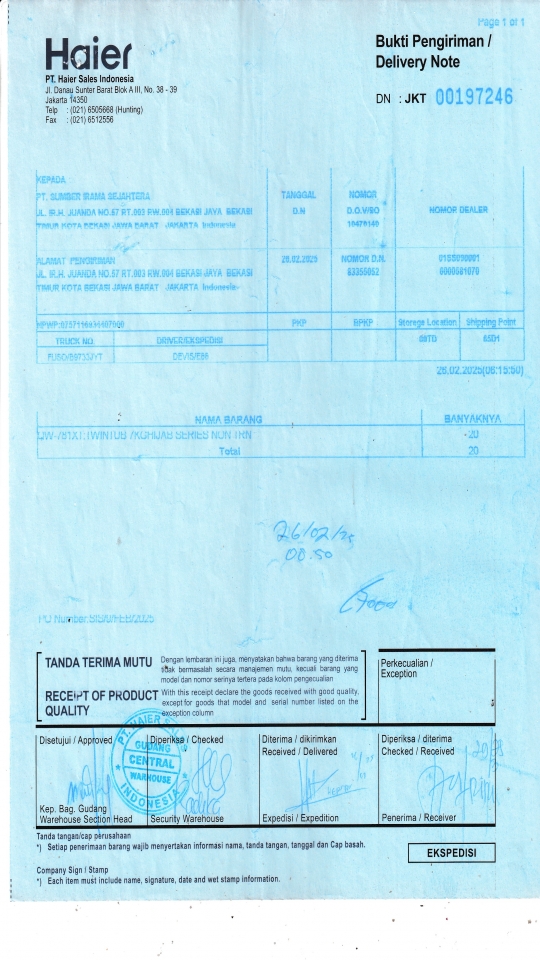 Page 1 of 1
Haier
Bukti Pengiriman /
Delivery Note
PT. Haier Sales Indonesia
Jl. Danau Sunter Barat Blok A III, No. 38 - 39
Jakarta 14350
Telp : (021) 6505668 (Hunting)
Fax : (021) 6512556
DN : JKT 00197246
KEPADA
PT. SUMBER IRAMA SEJAHTERA
JL. IR.H. JUANDA NO.57 RT.003 RW.004 BEKASI JAYA BEKASI
TIMUR KOTA BEKASI JAWA BARAT JAKARTA Indonesia
TANGGAL
D.N
NOMOR
D.O./SO
NOMOR DEALER
ALAMAT PENGIRIMAN
JL. IR.H. JUANDA NO.57 RT.003 RW.004 BEKASI JAYA BEKASI
TIMUR KOTA BEKASI JAWA BARAT JAKARTA Indonesia
26.02.2025
NOMOR D.N.
PKP
BPKP
Storage Location
Shipping Point
TRUCK NO.
DRIVER/EKSPEDISI
26.02.2025(06:15:50)
NAMA BARANG
BANYAKNYA
TWINTUB 7KGHIJAB SERIES NON TRN
20
Total
20
26/02/25
08.50
TANDA TERIMA MUTU
Dengan lembaran ini juga, menyatakan bahwa barang yang diterima
tidak bermasalah secara manajemen mutu, kecuali barang yang
model dan nomor serinya tertera pada kolom pengecualian
RECEIPT OF PRODUCT
QUALITY
With this receipt declare the goods received with good quality,
except for goods that model and serial number listed on the
exception column
Perkecualian /
Exception
Disetujui / Approved
Diperiksa / Checked
Diterima / dikirimkan
Received / Delivered
Diperiksa / diterima
Checked / Received
PT. HAIER
GUDANG
CENTRAL
WAREHOUSE
INDONESIA
Kep. Bag. Gudang
Warehouse Section Head
Security Warehouse
Expedisi / Expedition
Penerima / Receiver
Tanda tangan/cap perusahaan
*) Setiap penerimaan barang wajib menyertakan informasi nama, tanda tangan, tanggal dan Cap basah.
EKSPEDISI
Company Sign / Stamp
*) Each item must include name, signature, date and wet stamp information.